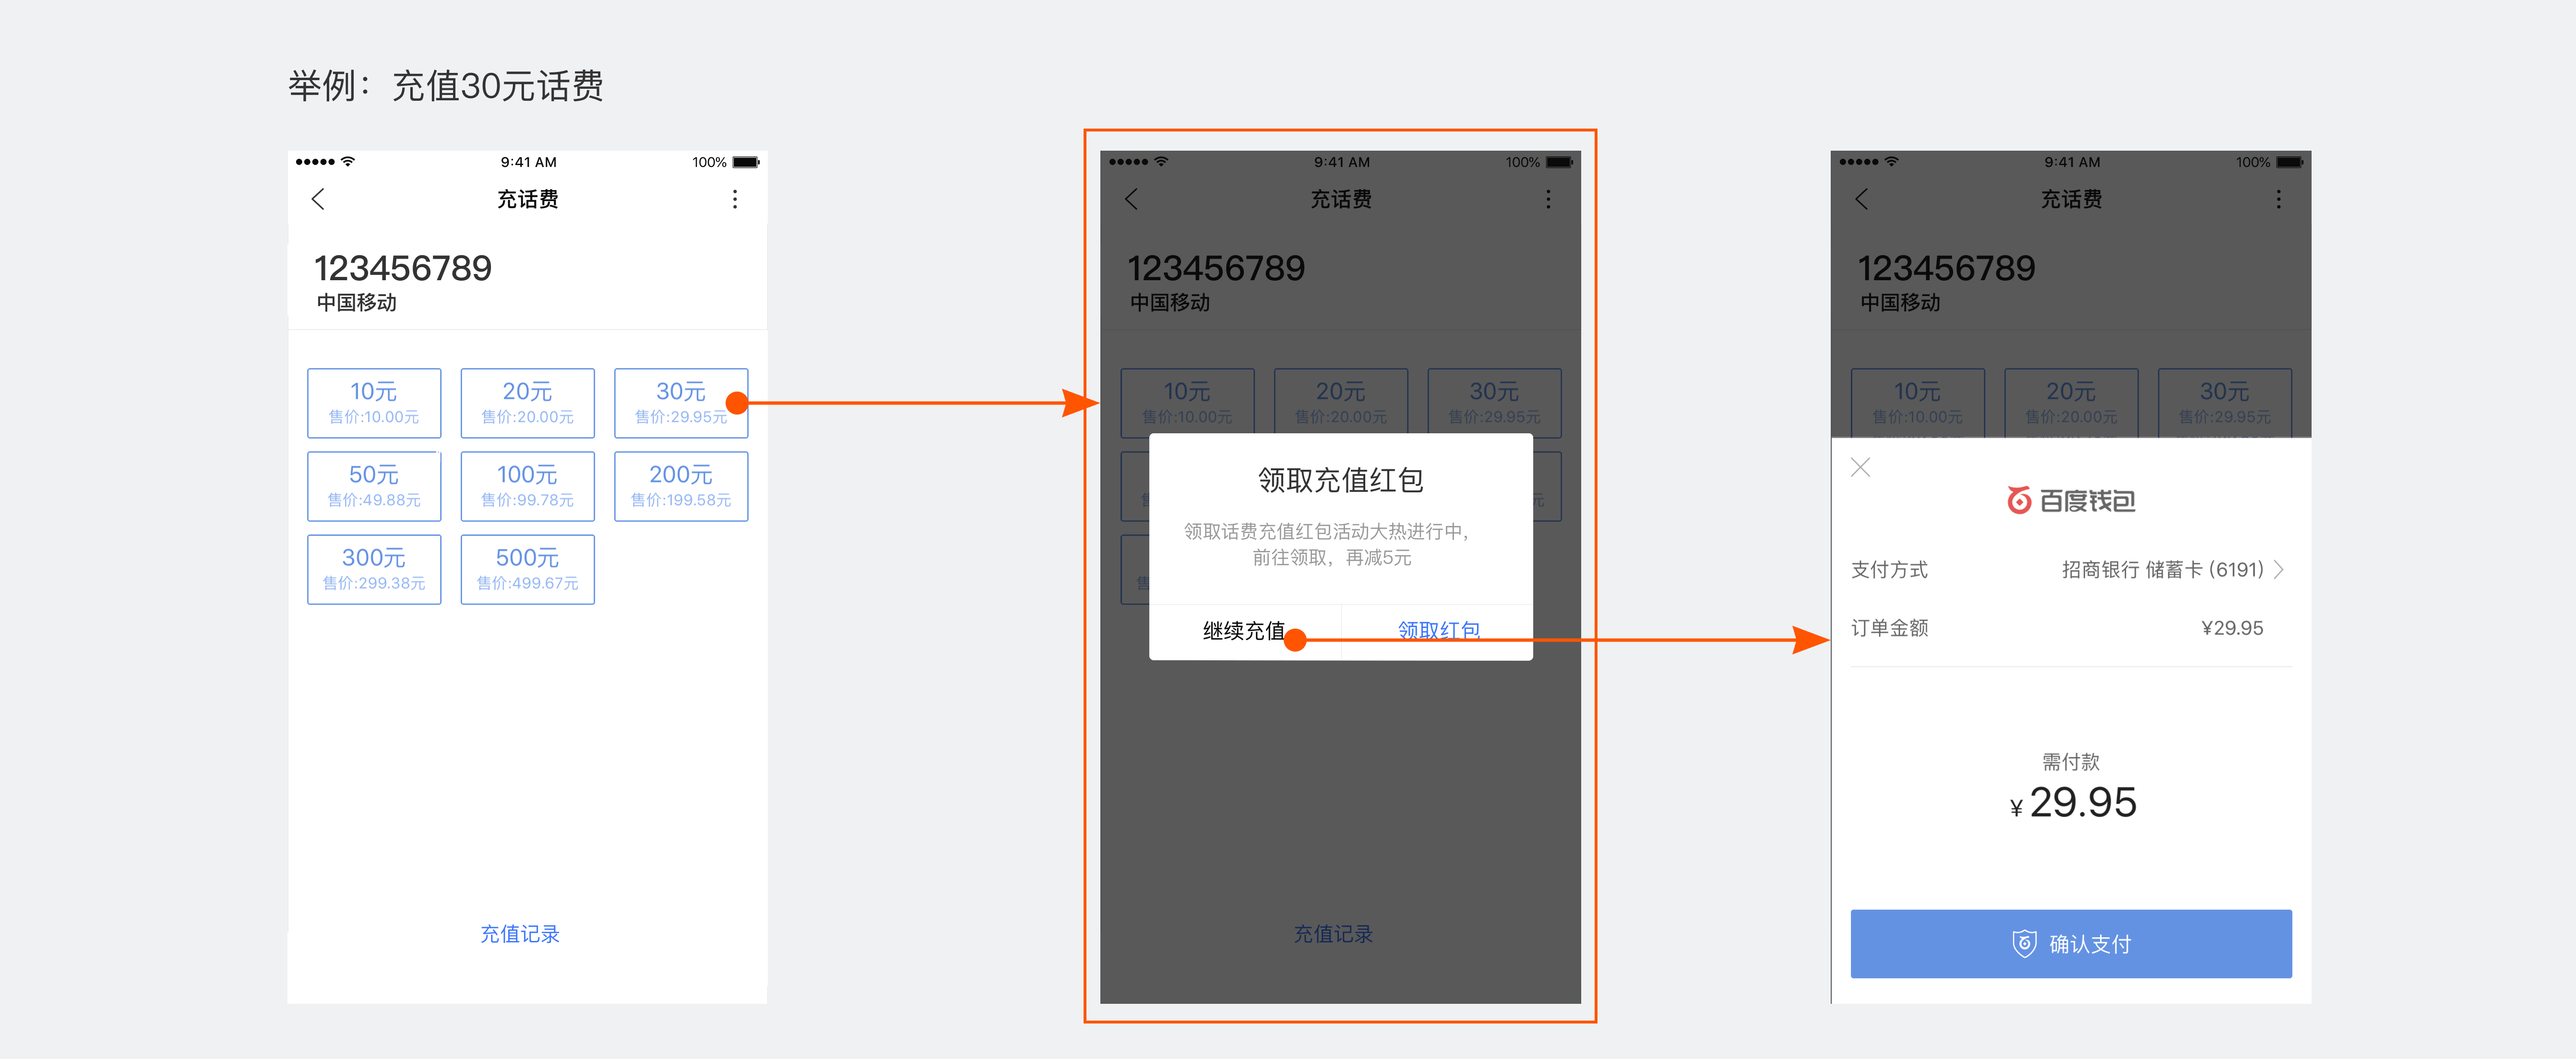 举例：充值30元话费
9:41 AM
100%
充话费
123456789
中国移动
10元
售价:10.00元
20元
售价:20.00元
30元
售价:29.95元
50元
售价:49.88元
100元
售价:99.78元
200元
售价:199.58元
300元
售价:299.38元
500元
售价:499.67元
充值记录
9:41 AM
100%
充话费
123456789
中国移动
10元
售价:10.00元
20元
售价:20.00元
30元
售价:29.95元
售
元
售
领取充值红包
领取话费充值红包活动大热进行中，
前往领取，再减5元
继续充值
领取红包
充值记录
9:41 AM
100%
充话费
123456789
中国移动
10元
售价:10.00元
20元
售价:20.00元
30元
售价:29.95元
百度钱包
支付方式
招商银行 储蓄卡 (6191)
订单金额
¥29.95
需付款
¥ 29.95
确认支付